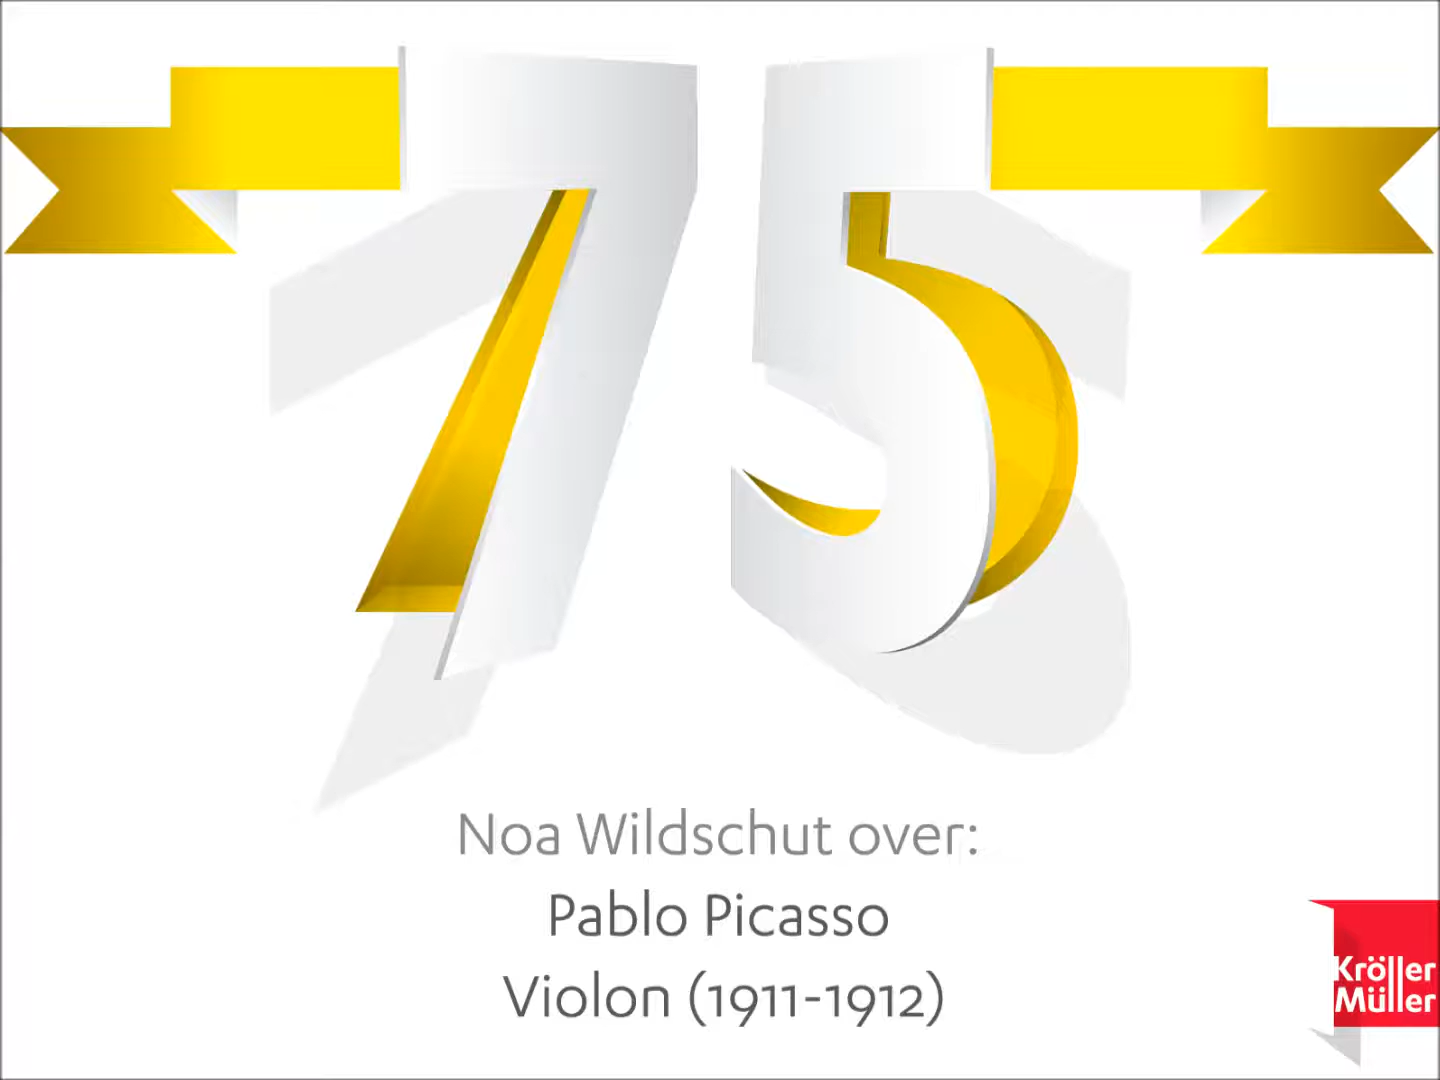 75
Noa Wildschut over:
Pablo Picasso
Violon (1911-1912)
Kröller
Müller